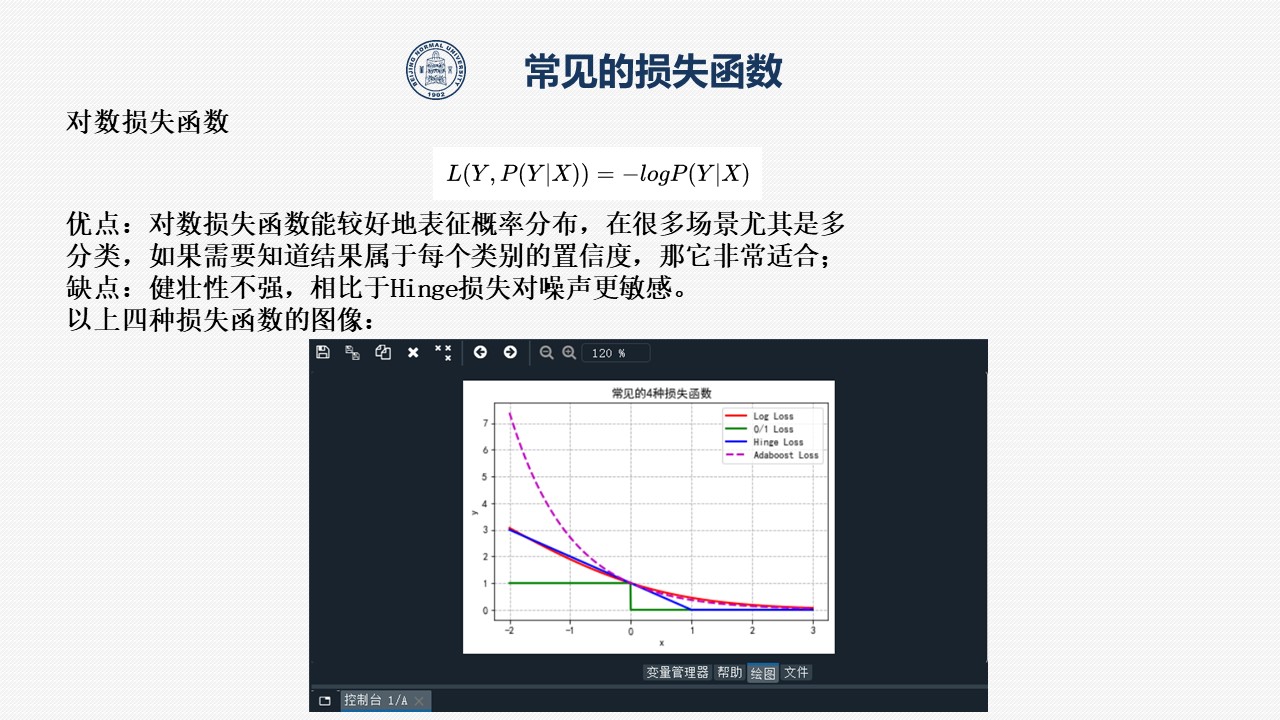 BEIJING NORMAL UNIVERSITY
1902
常见的损失函数
对数损失函数
L(Y, P(Y|X)) = −logP(Y|X)
优点：对数损失函数能较好地表征概率分布，在很多场景尤其是多
分类，如果需要知道结果属于每个类别的置信度，那它非常适合；
缺点：健壮性不强，相比于Hinge损失对噪声更敏感。
以上四种损失函数的图像：
120 %
常见的4种损失函数
Log Loss
0/1 Loss
Hinge Loss
Adaboost Loss
7
6
5
4
3
2
1
0
y
-2 -1 0 1 2 3
x
变量管理器 帮助 绘图 文件
控制台 1/A